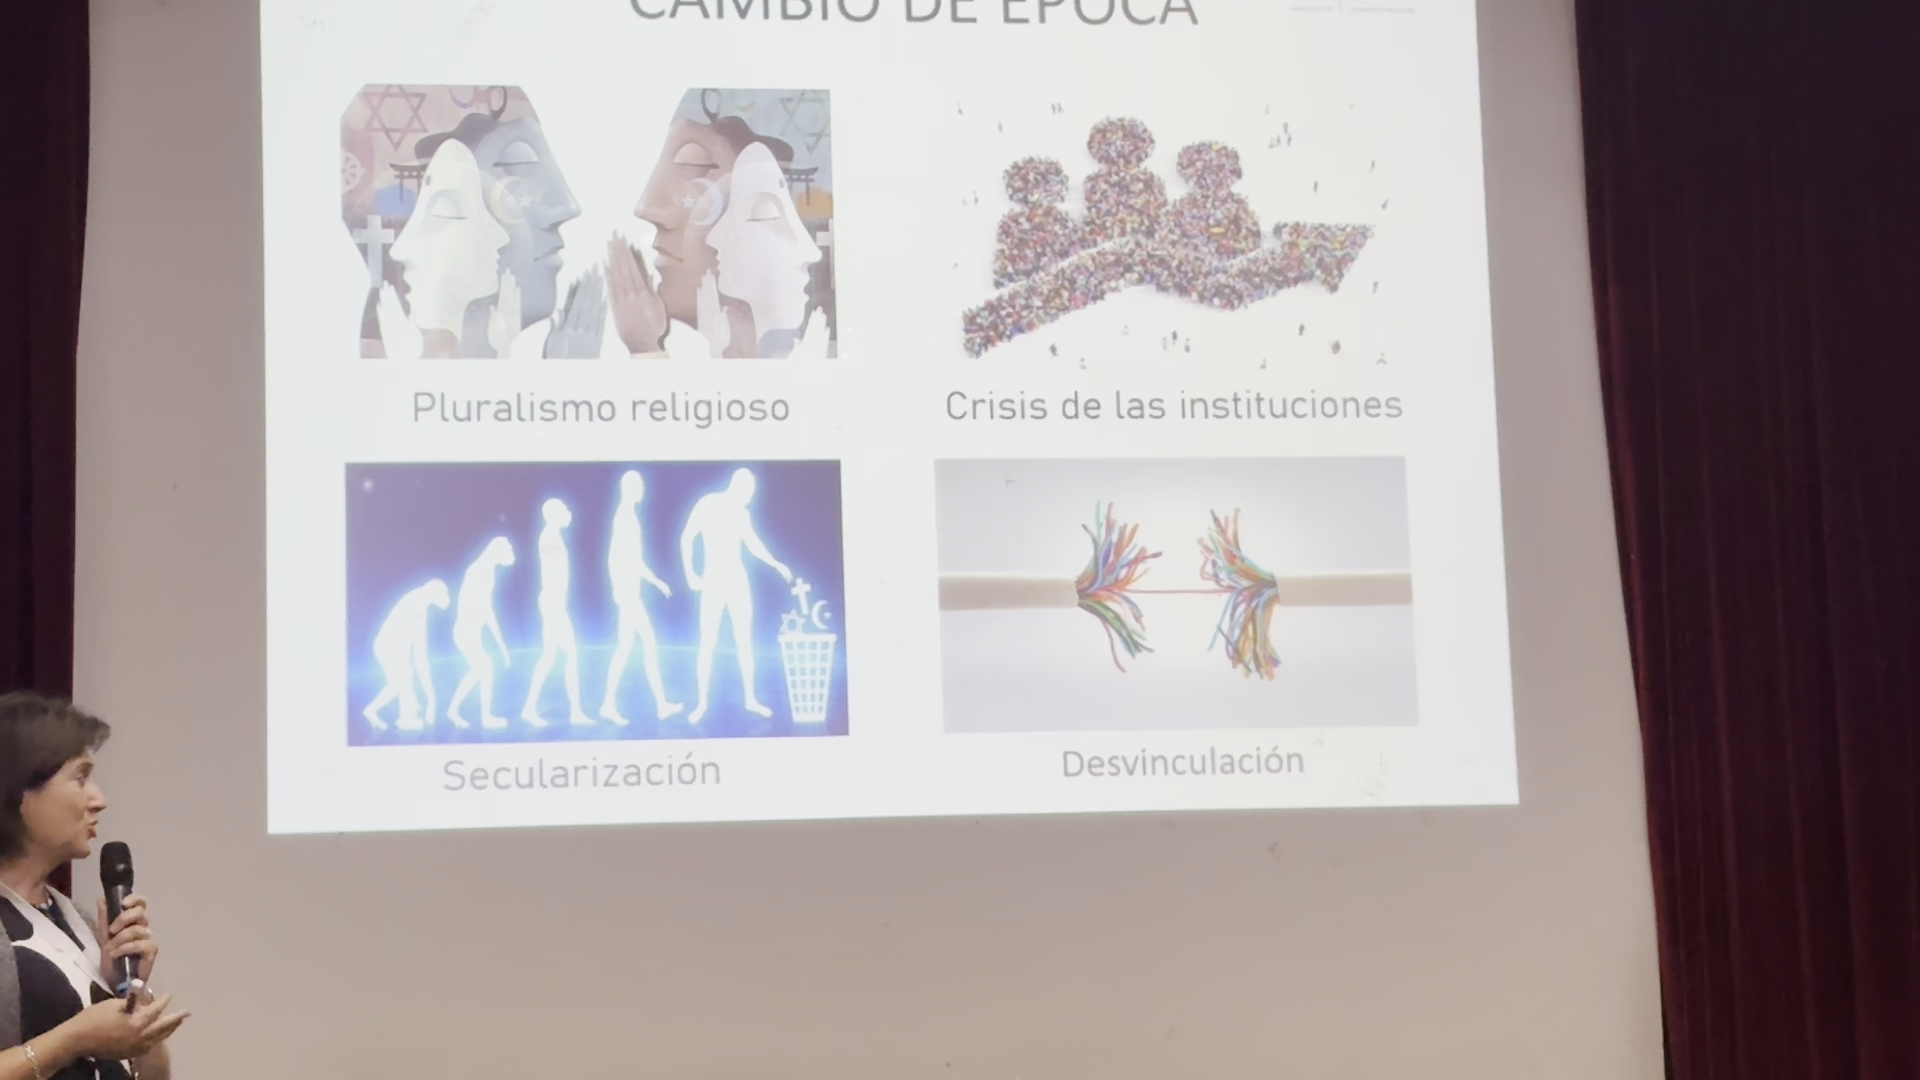 CAMBIO DE ÉPOCA
Pluralismo religioso
Crisis de las instituciones
Secularización
Desvinculación